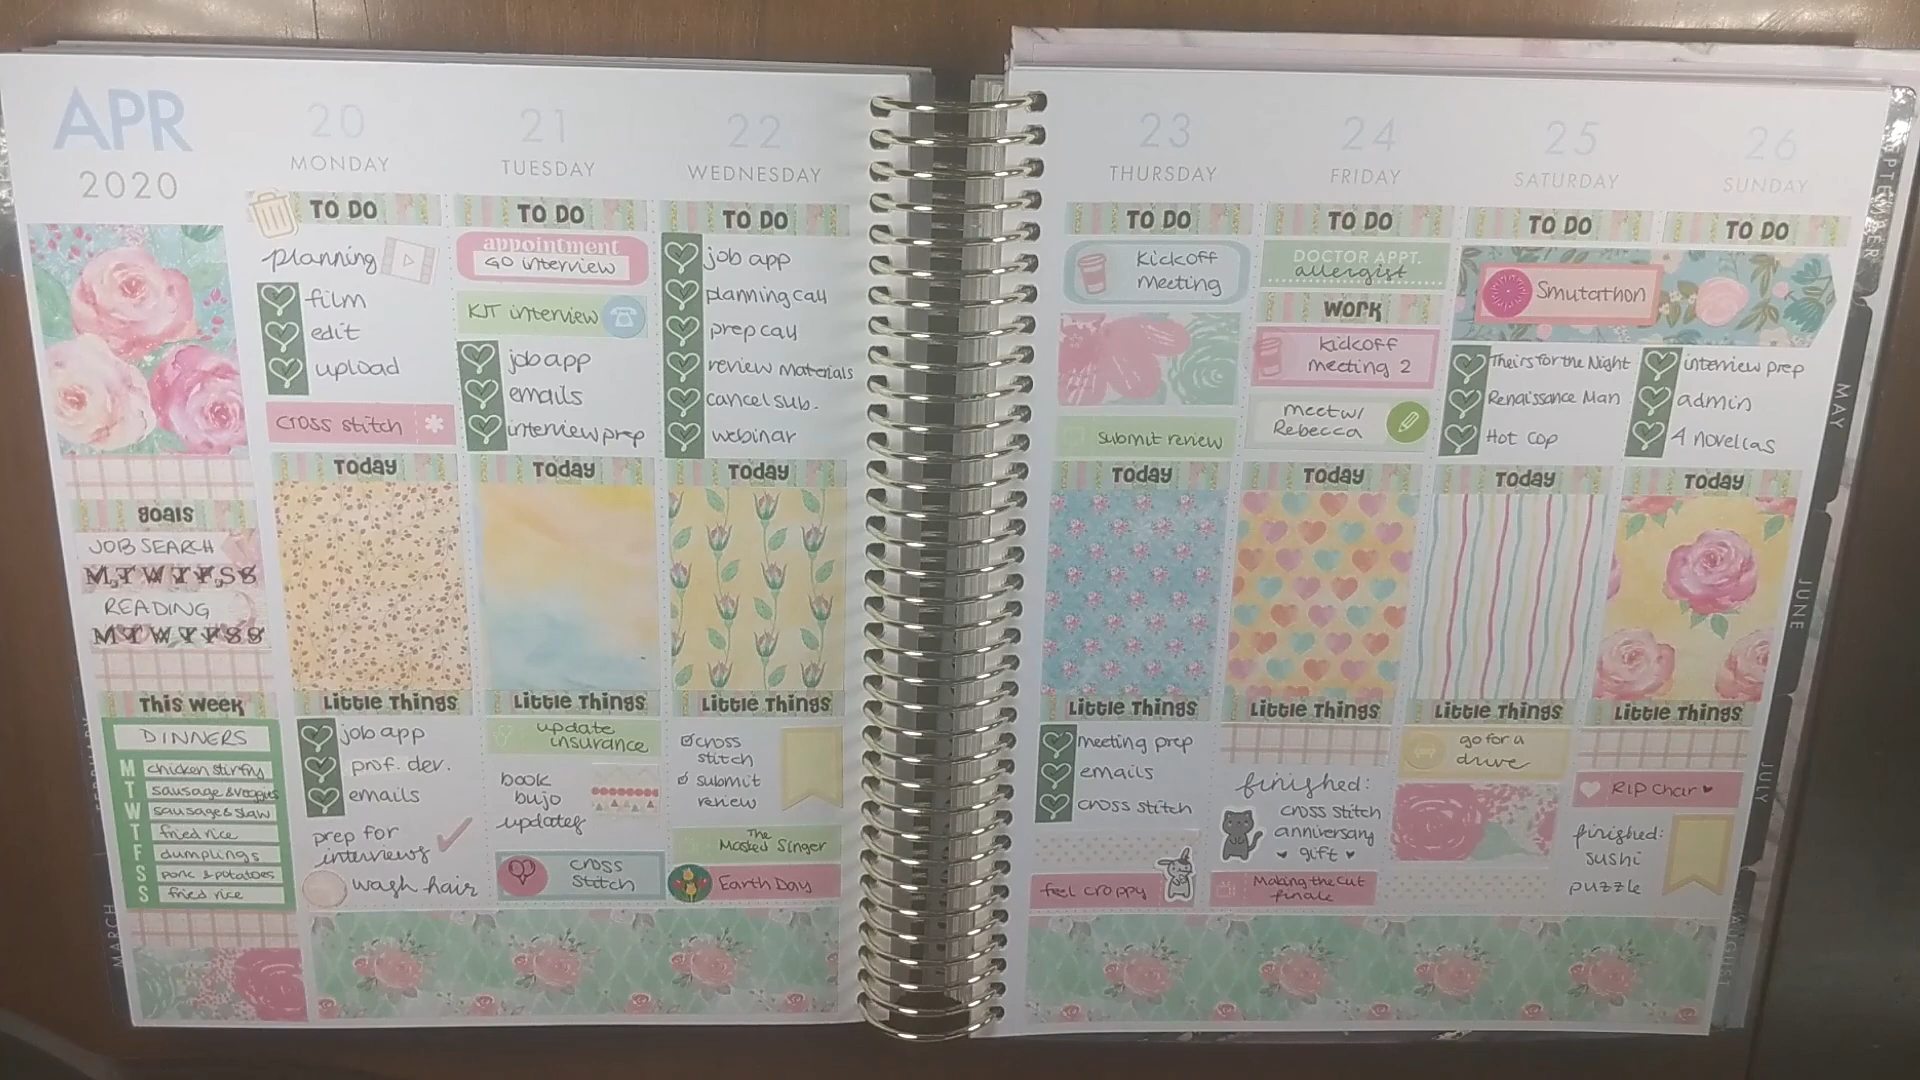 APR
2020
goals
JOB SEARCH
M T W T F S S
READING
M T W T F S S
This week
DINNERS
M chicken stirfry
T sausage & veggies
W sausage & slaw
T fried rice
F dumplings
S pork & potatoes
S fried rice
20
MONDAY
TO DO
planning
film
edit
upload
cross stitch
Today
Little Things
job app
prof. dev.
emails
prep for
interviews
wash hair
21
TUESDAY
TO DO
appointment
GO interview
KIT interview
job app
emails
interview prep
Today
Little Things
update
insurance
book
bujo
updates
cross
stitch
22
WEDNESDAY
TO DO
job app
planning call
prep call
review materials
cancel sub.
webinar
Today
Little Things
cross
stitch
submit
review
The
Masked Singer
Earth Day
23
THURSDAY
TO DO
Kickoff
meeting
submit review
Today
Little Things
meeting prep
emails
cross stitch
feel crappy
24
FRIDAY
TO DO
DOCTOR APPT.
allergist
work
kickoff
meeting 2
meet w/
Rebecca
Today
Little Things
finished:
cross stitch
anniversary
gift
Making the Cut
finale
25
SATURDAY
TO DO
Smutathon
Theirs for the Night
Renaissance Man
Hot Cop
Today
Little Things
go for a
drive
26
SUNDAY
TO DO
interview prep
admin
4 novellas
Today
Little Things
RIP Char
finished:
sushi
puzzle
MARCH
FEBRUARY
SEPTEMBER
MAY
JUNE
JULY
AUGUST